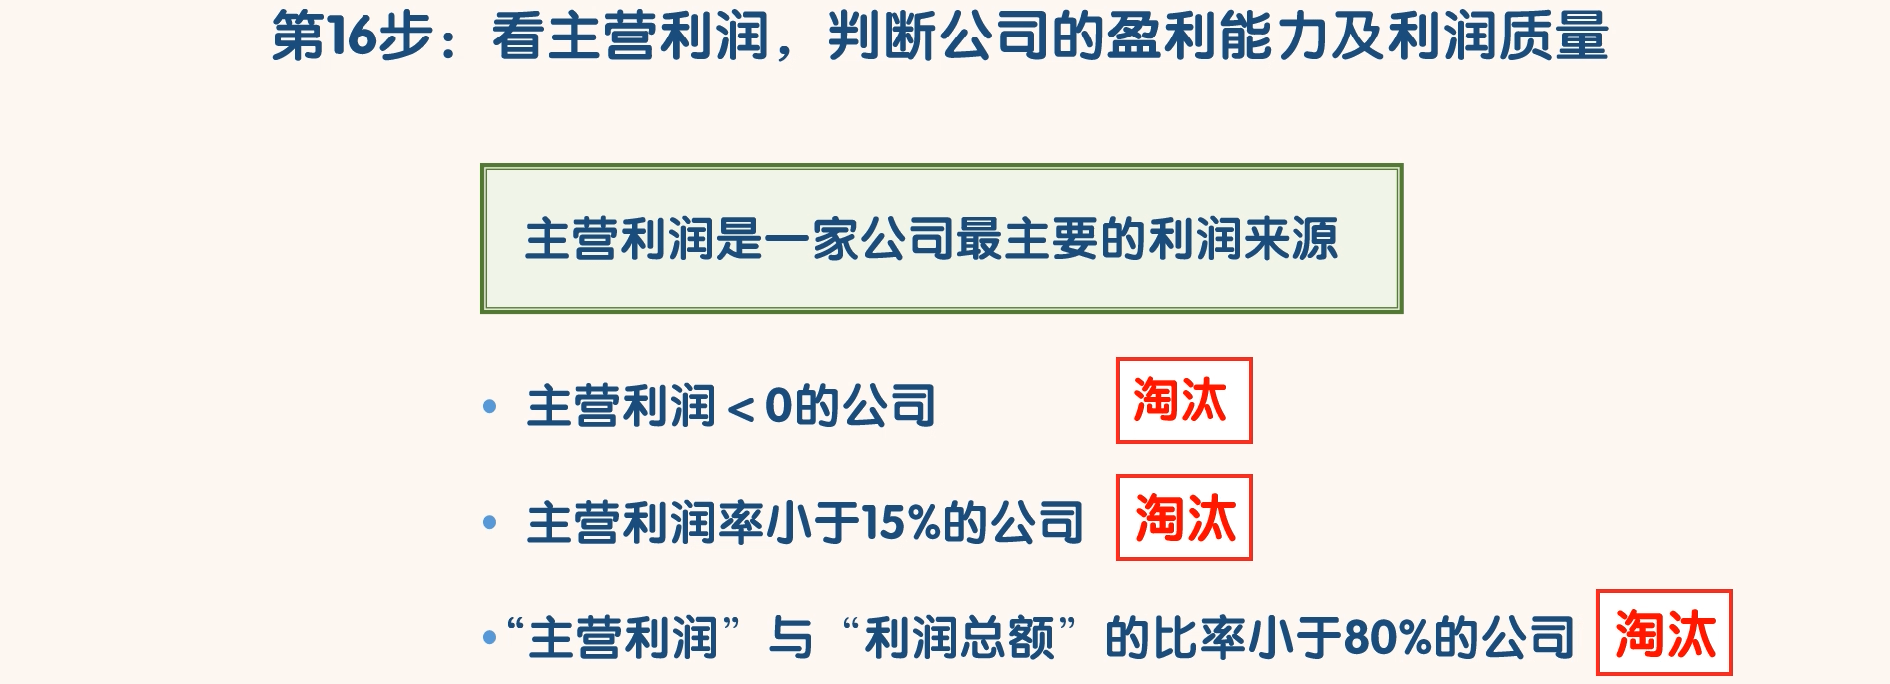 第16步：看主营利润，判断公司的盈利能力及利润质量
主营利润是一家公司最主要的利润来源
• 主营利润＜0的公司 淘汰
• 主营利润率小于15%的公司 淘汰
• “主营利润”与“利润总额”的比率小于80%的公司 淘汰